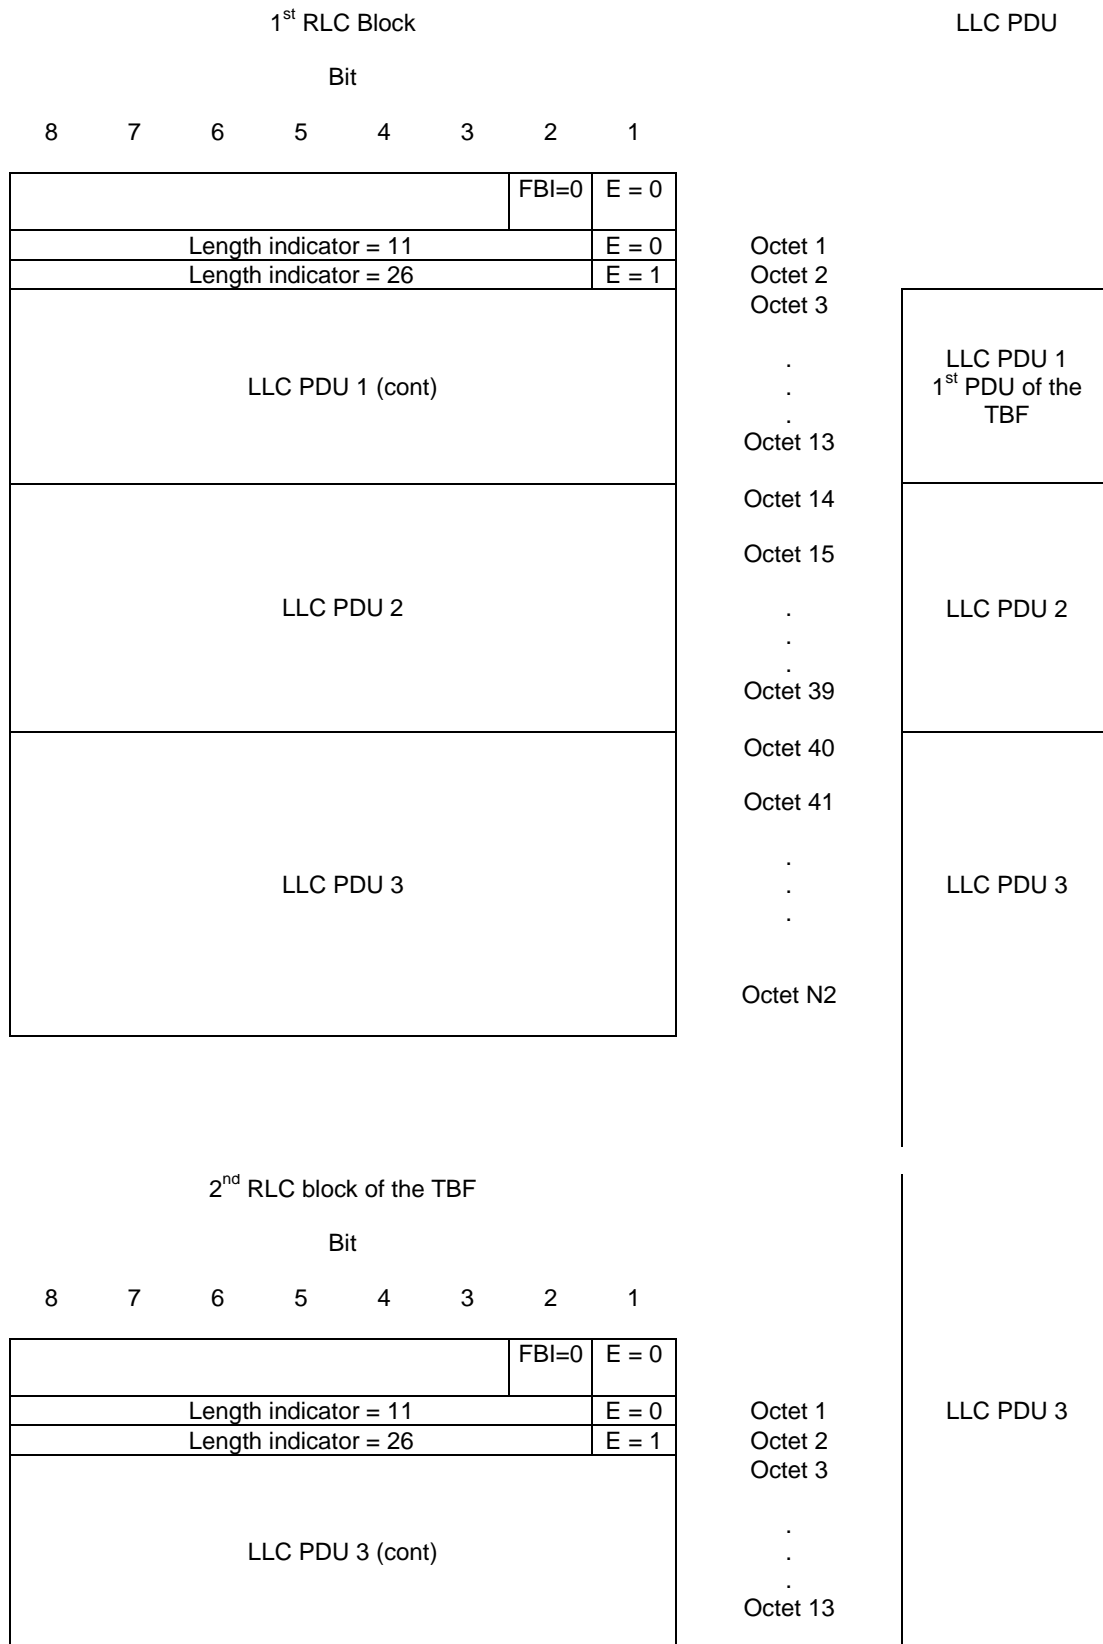 1st RLC Block LLC PDU
Bit
8 7 6 5 4 3 2 1
FBI=0 E = 0
Length indicator = 11 E = 0 Octet 1
Length indicator = 26 E = 1 Octet 2
Octet 3
.
LLC PDU 1 (cont)
.
.
Octet 13
LLC PDU 1
1st PDU of the
TBF
Octet 14
Octet 15
LLC PDU 2 . LLC PDU 2
.
.
Octet 39
Octet 40
Octet 41
.
LLC PDU 3 . LLC PDU 3
.
Octet N2
2nd RLC block of the TBF
Bit
8 7 6 5 4 3 2 1
FBI=0 E = 0
Length indicator = 11 E = 0 Octet 1 LLC PDU 3
Length indicator = 26 E = 1 Octet 2
Octet 3
.
LLC PDU 3 (cont) .
.
Octet 13